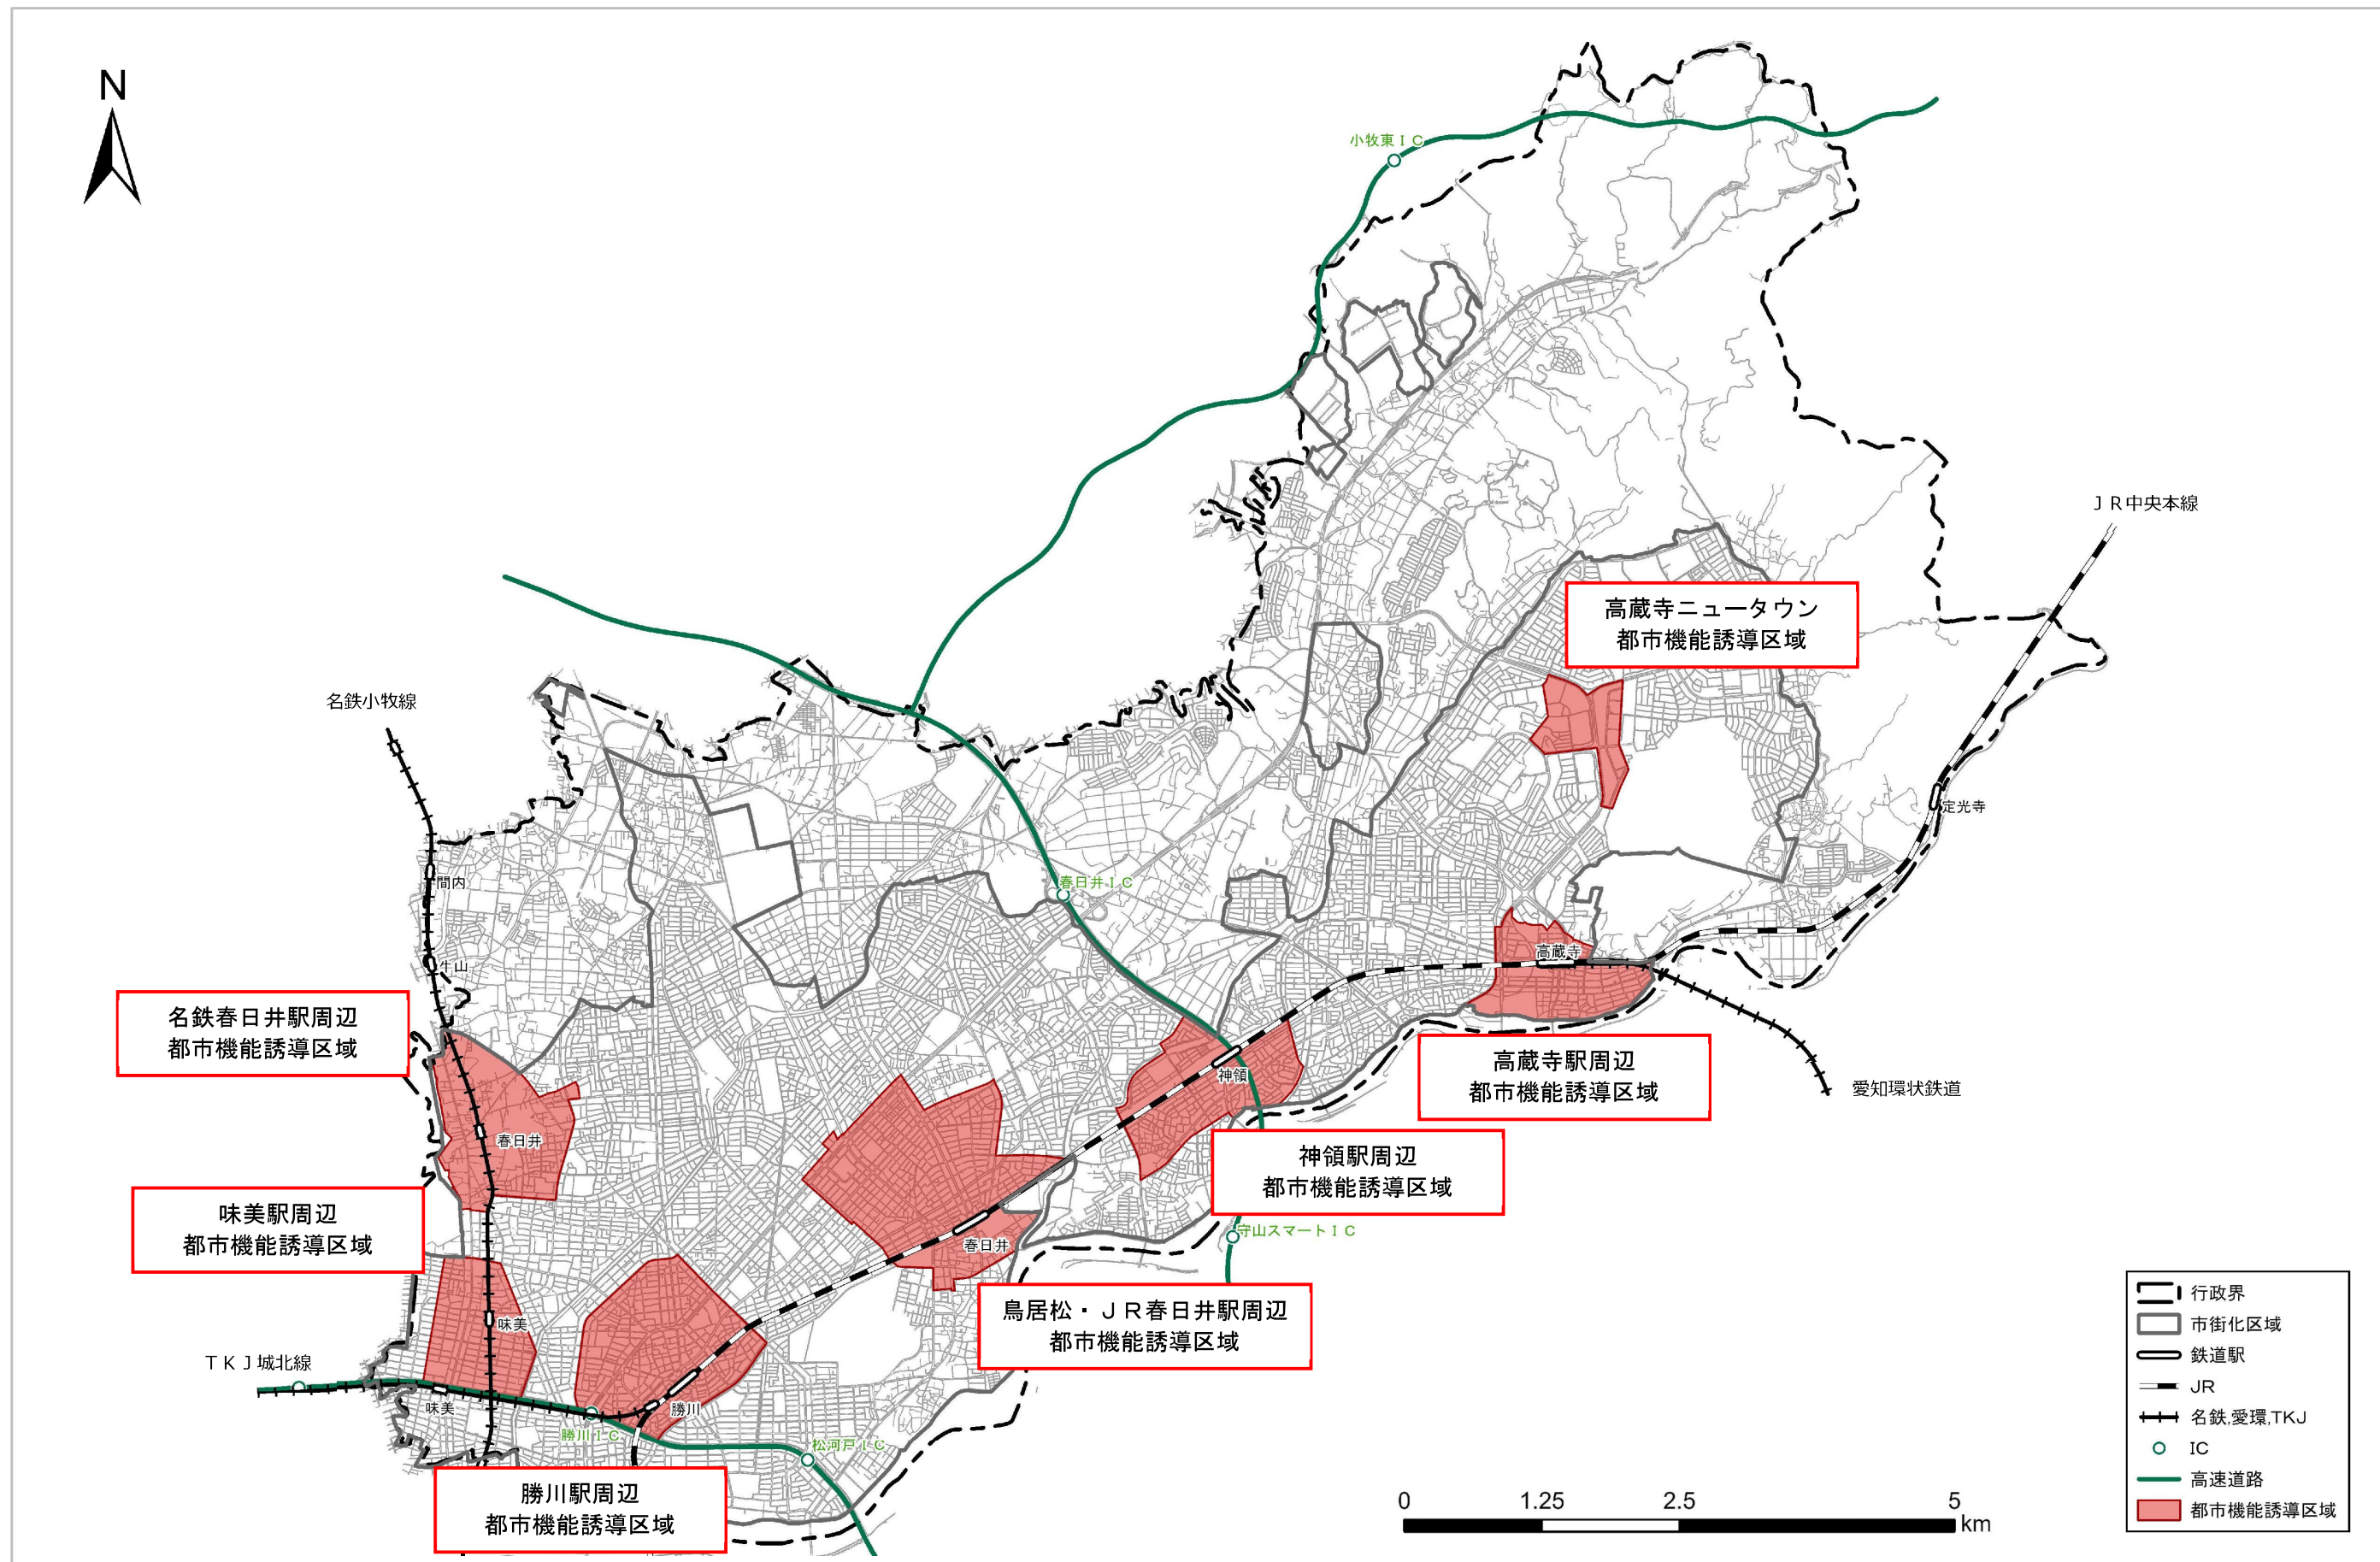 N
小牧東ＩＣ
ＪＲ中央本線
高蔵寺ニュータウン
都市機能誘導区域
名鉄小牧線
定光寺
間内
春日井ＩＣ
牛山
高蔵寺
名鉄春日井駅周辺
都市機能誘導区域
高蔵寺駅周辺
都市機能誘導区域
愛知環状鉄道
神領
春日井
神領駅周辺
都市機能誘導区域
味美駅周辺
都市機能誘導区域
守山スマートＩＣ
春日井
鳥居松・ＪＲ春日井駅周辺
都市機能誘導区域
味美
ＴＫＪ城北線
味美
勝川
勝川ＩＣ
松河戸ＩＣ
勝川駅周辺
都市機能誘導区域
0 1.25 2.5 5
km
行政界
市街化区域
鉄道駅
JR
名鉄,愛環,TKJ
IC
高速道路
都市機能誘導区域